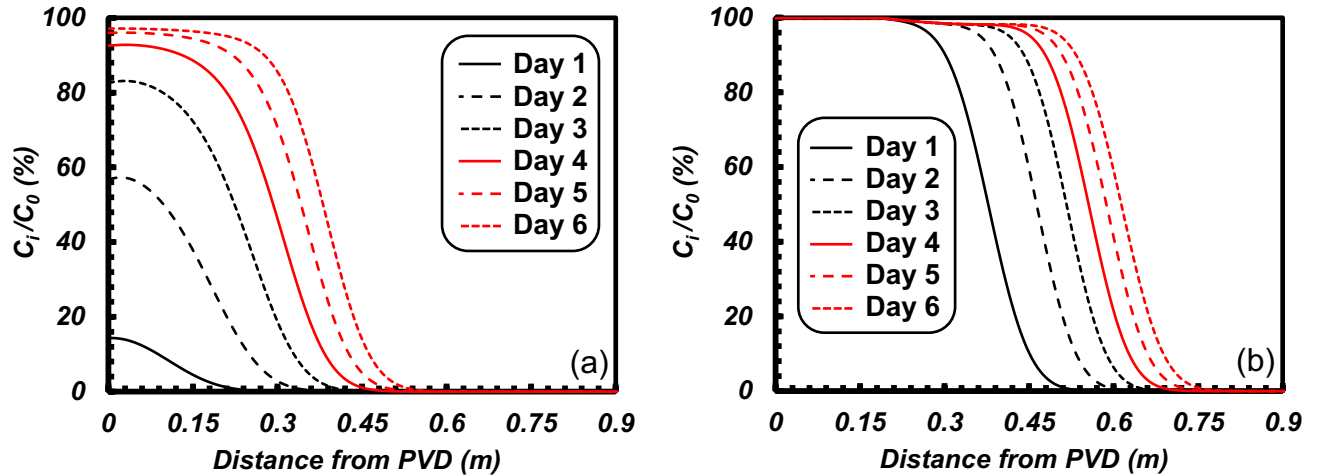 C_i/C_0 (%)
100
80
60
40
20
0
0 0.15 0.3 0.45 0.6 0.75 0.9
Distance from PVD (m)
Day 1
Day 2
Day 3
Day 4
Day 5
Day 6
(a)
C_i/C_0 (%)
100
80
60
40
20
0
0 0.15 0.3 0.45 0.6 0.75 0.9
Distance from PVD (m)
Day 1
Day 2
Day 3
Day 4
Day 5
Day 6
(b)